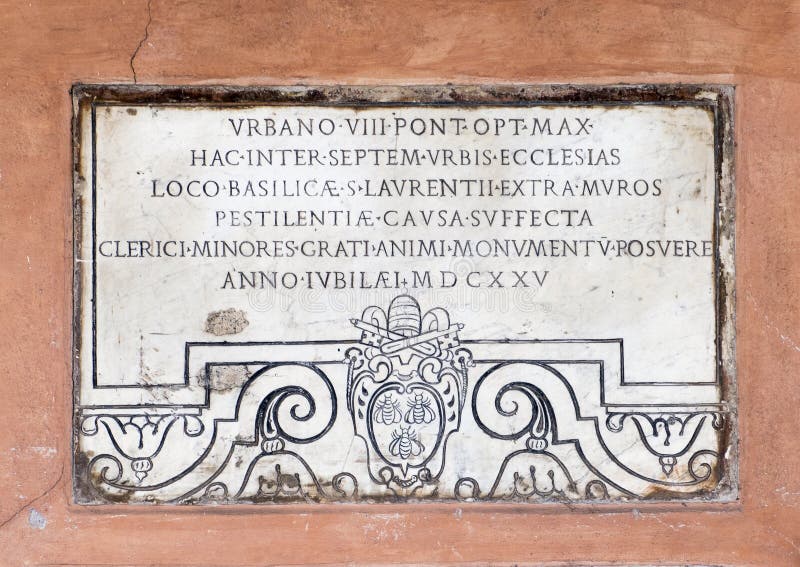 VRBANO·VIII·PONT·OPT·MAX·
HAC·INTER·SEPTEM·VRBIS·ECCLESIAS
LOCO·BASILICÆ·S·LAVRENTII·EXTRA·MVROS
PESTILENTIÆ·CAVSA·SVFFECTA
CLERICI·MINORES·GRATI·ANIMI·MONVMENTV̄·POSVERE
ANNO·IVBILÆI·M D C X X V